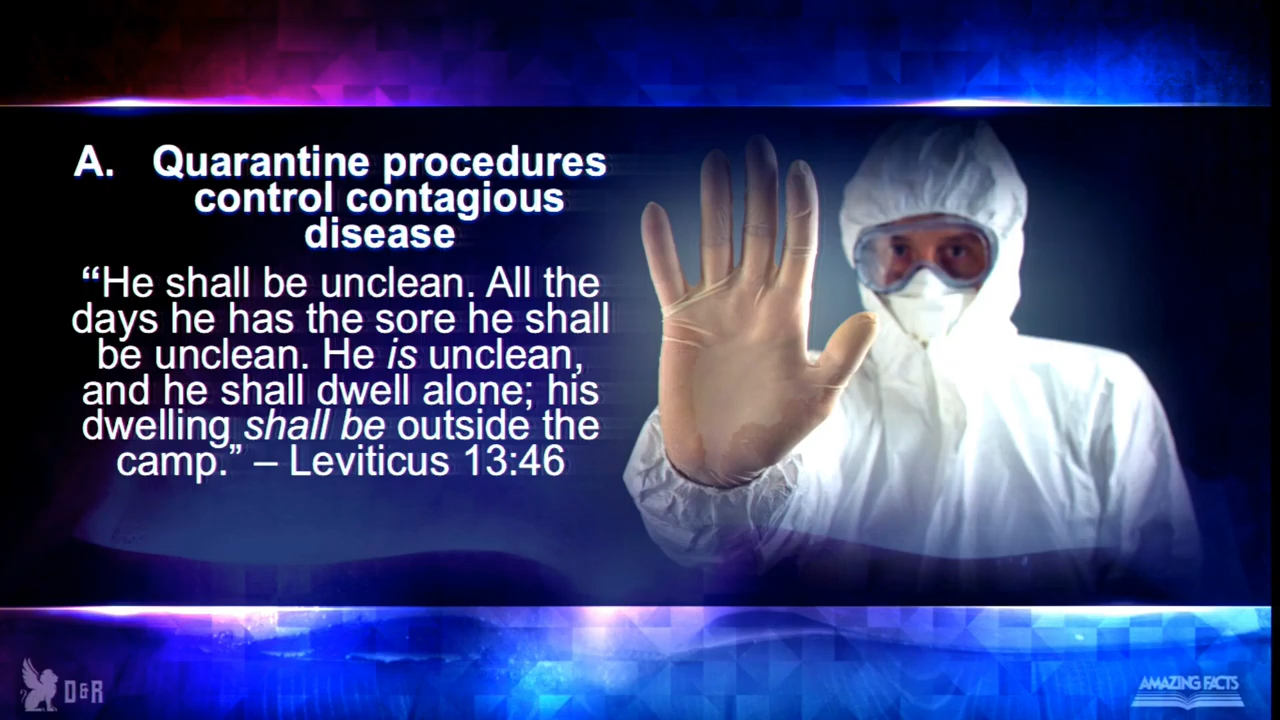 A. Quarantine procedures
control contagious
disease
“He shall be unclean. All the
days he has the sore he shall
be unclean. He is unclean,
and he shall dwell alone; his
dwelling shall be outside the
camp.” – Leviticus 13:46
D&R
AMAZING FACTS